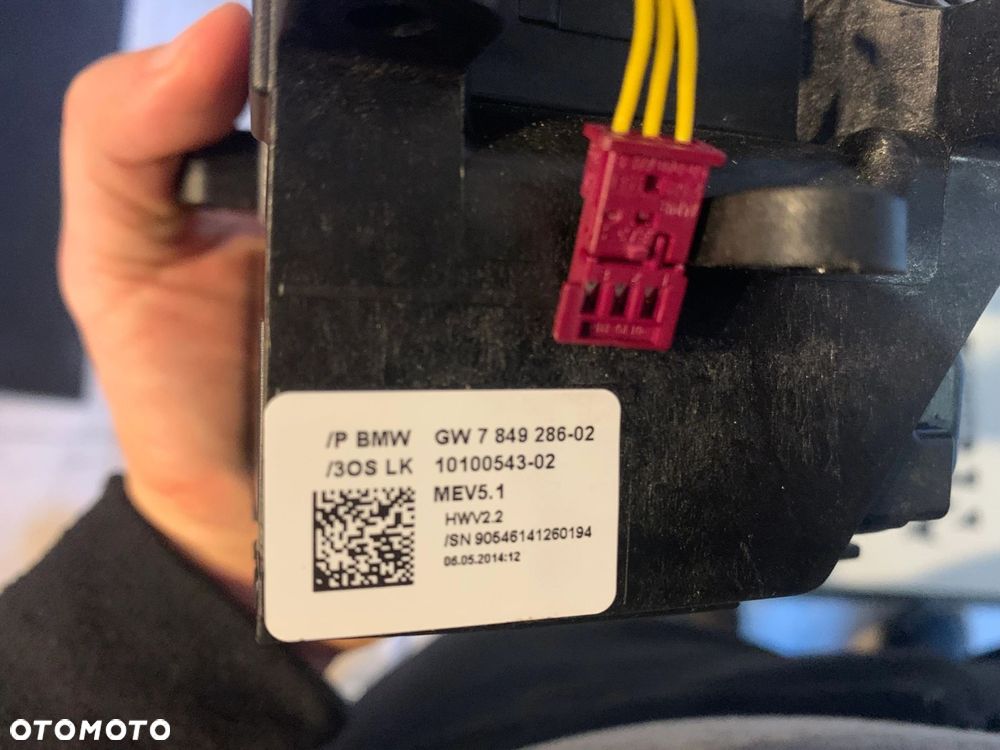 /P BMW GW 7 849 286-02
/3OS LK 10100543-02
MEV5.1
HWV2.2
/SN 90546141260194
06.05.2014:12
OTOMOTO